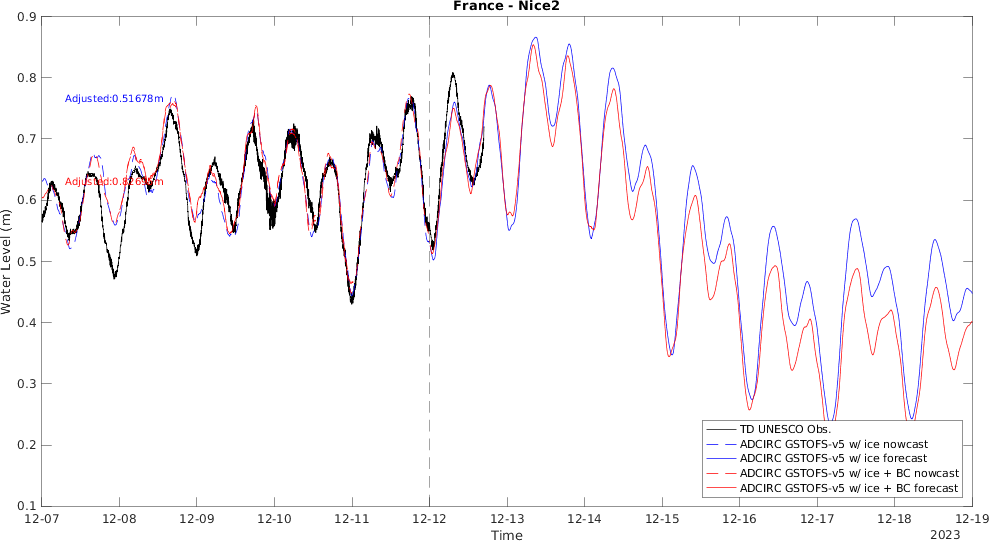 France - Nice2
Water Level (m)
0.9
0.8
0.7
0.6
0.5
0.4
0.3
0.2
0.1
Adjusted:0.51678m
12-07
12-08
12-09
12-10
12-11
12-12
12-13
12-14
12-15
12-16
12-17
12-18
12-19
Time
2023
TD UNESCO Obs.
ADCIRC GSTOFS-v5 w/ ice nowcast
ADCIRC GSTOFS-v5 w/ ice forecast
ADCIRC GSTOFS-v5 w/ ice + BC nowcast
ADCIRC GSTOFS-v5 w/ ice + BC forecast